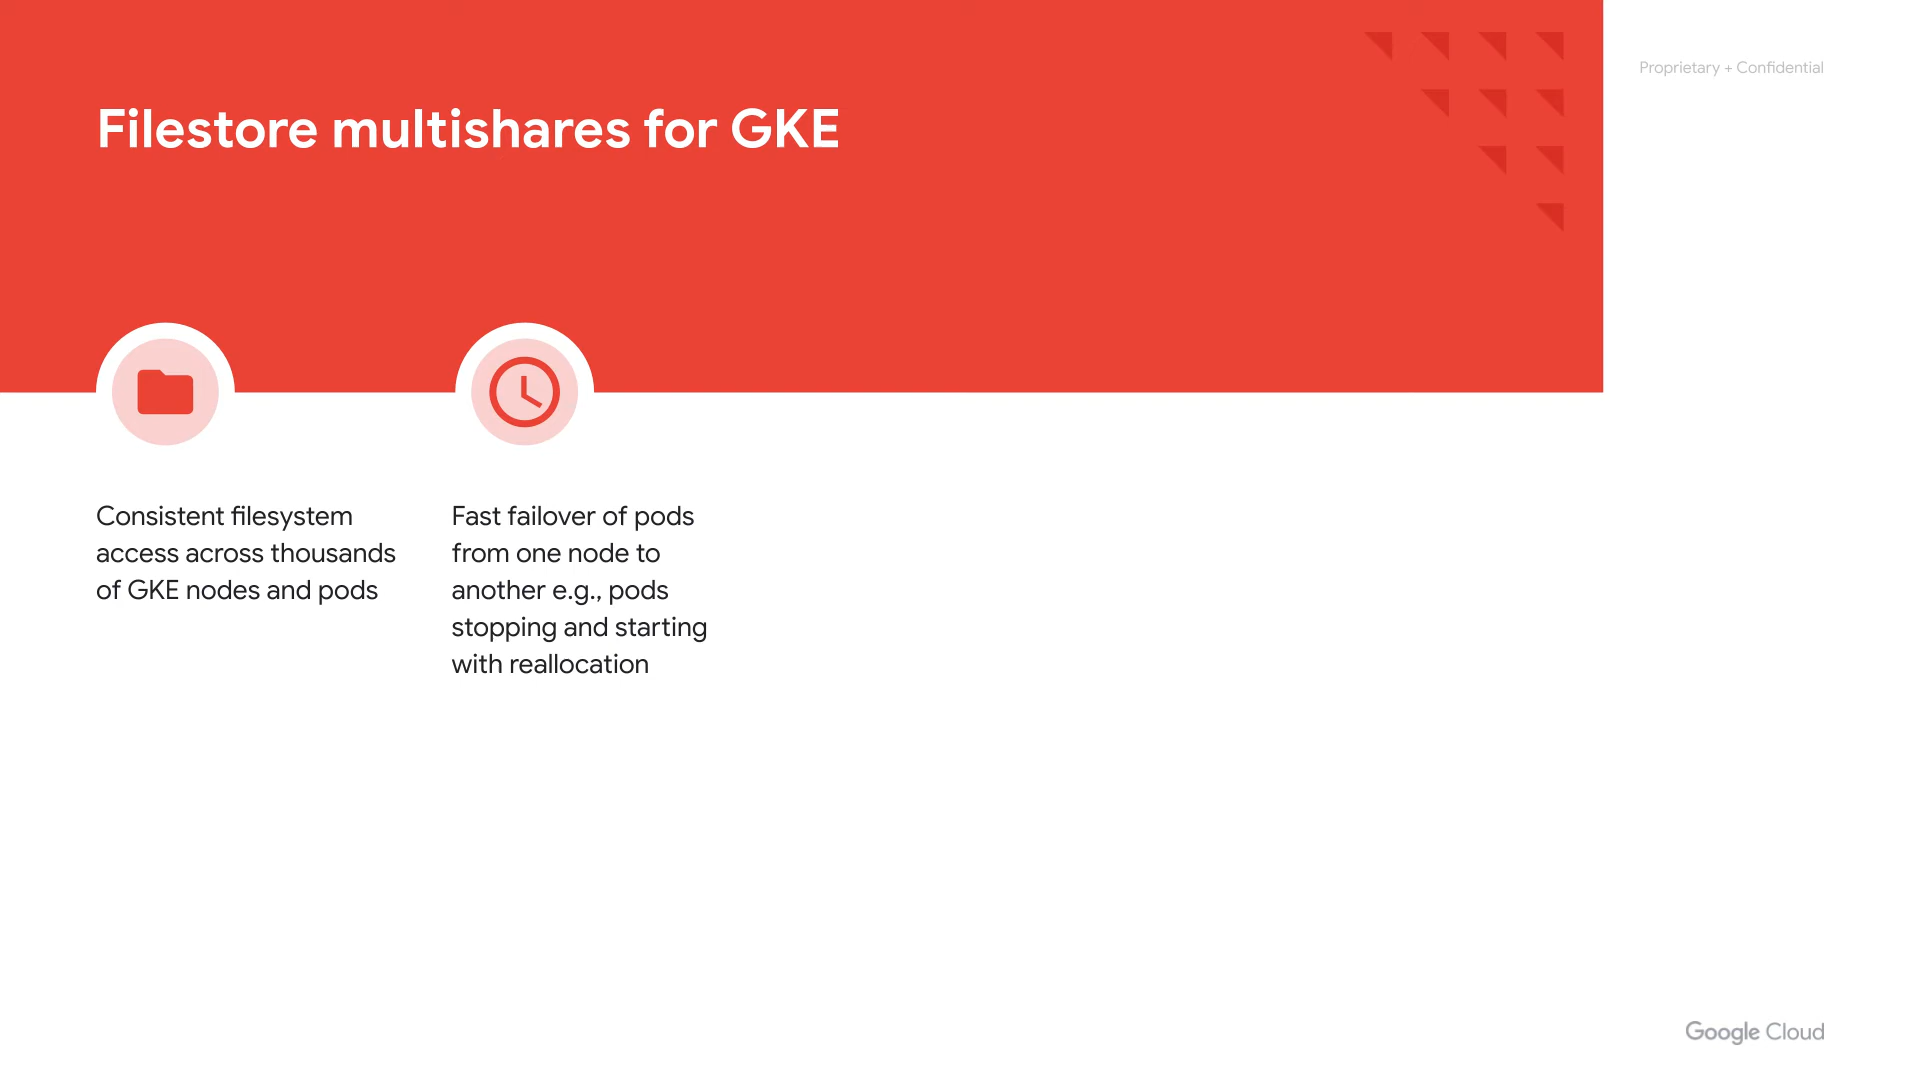 Proprietary + Confidential
Filestore multishares for GKE
Consistent filesystem
access across thousands
of GKE nodes and pods
Fast failover of pods
from one node to
another e.g., pods
stopping and starting
with reallocation
Google Cloud